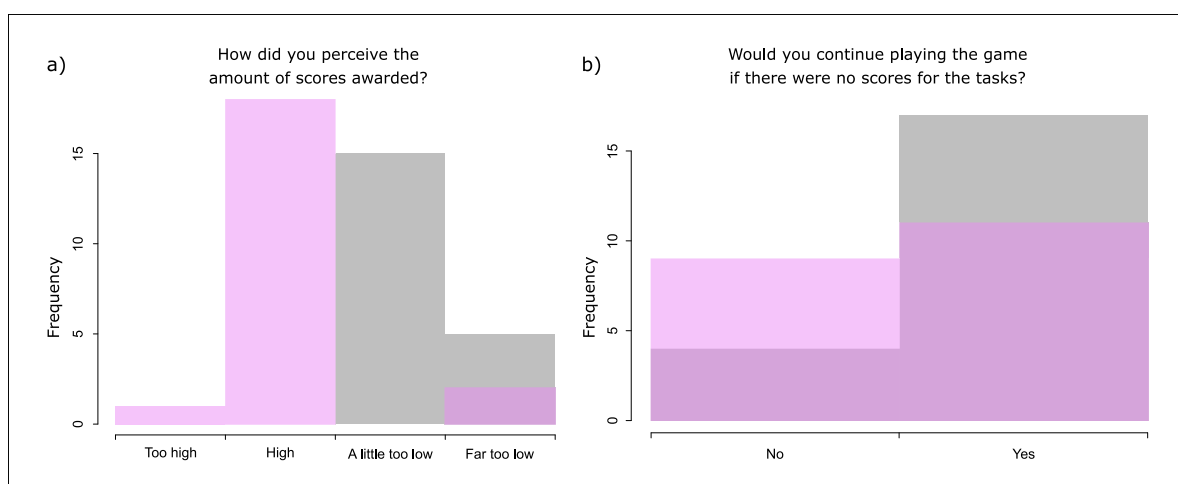 a)
How did you perceive the
amount of scores awarded?
Frequency
15
10
5
0
Too high
High
A little too low
Far too low
b)
Would you continue playing the game
if there were no scores for the tasks?
Frequency
15
10
5
0
No
Yes